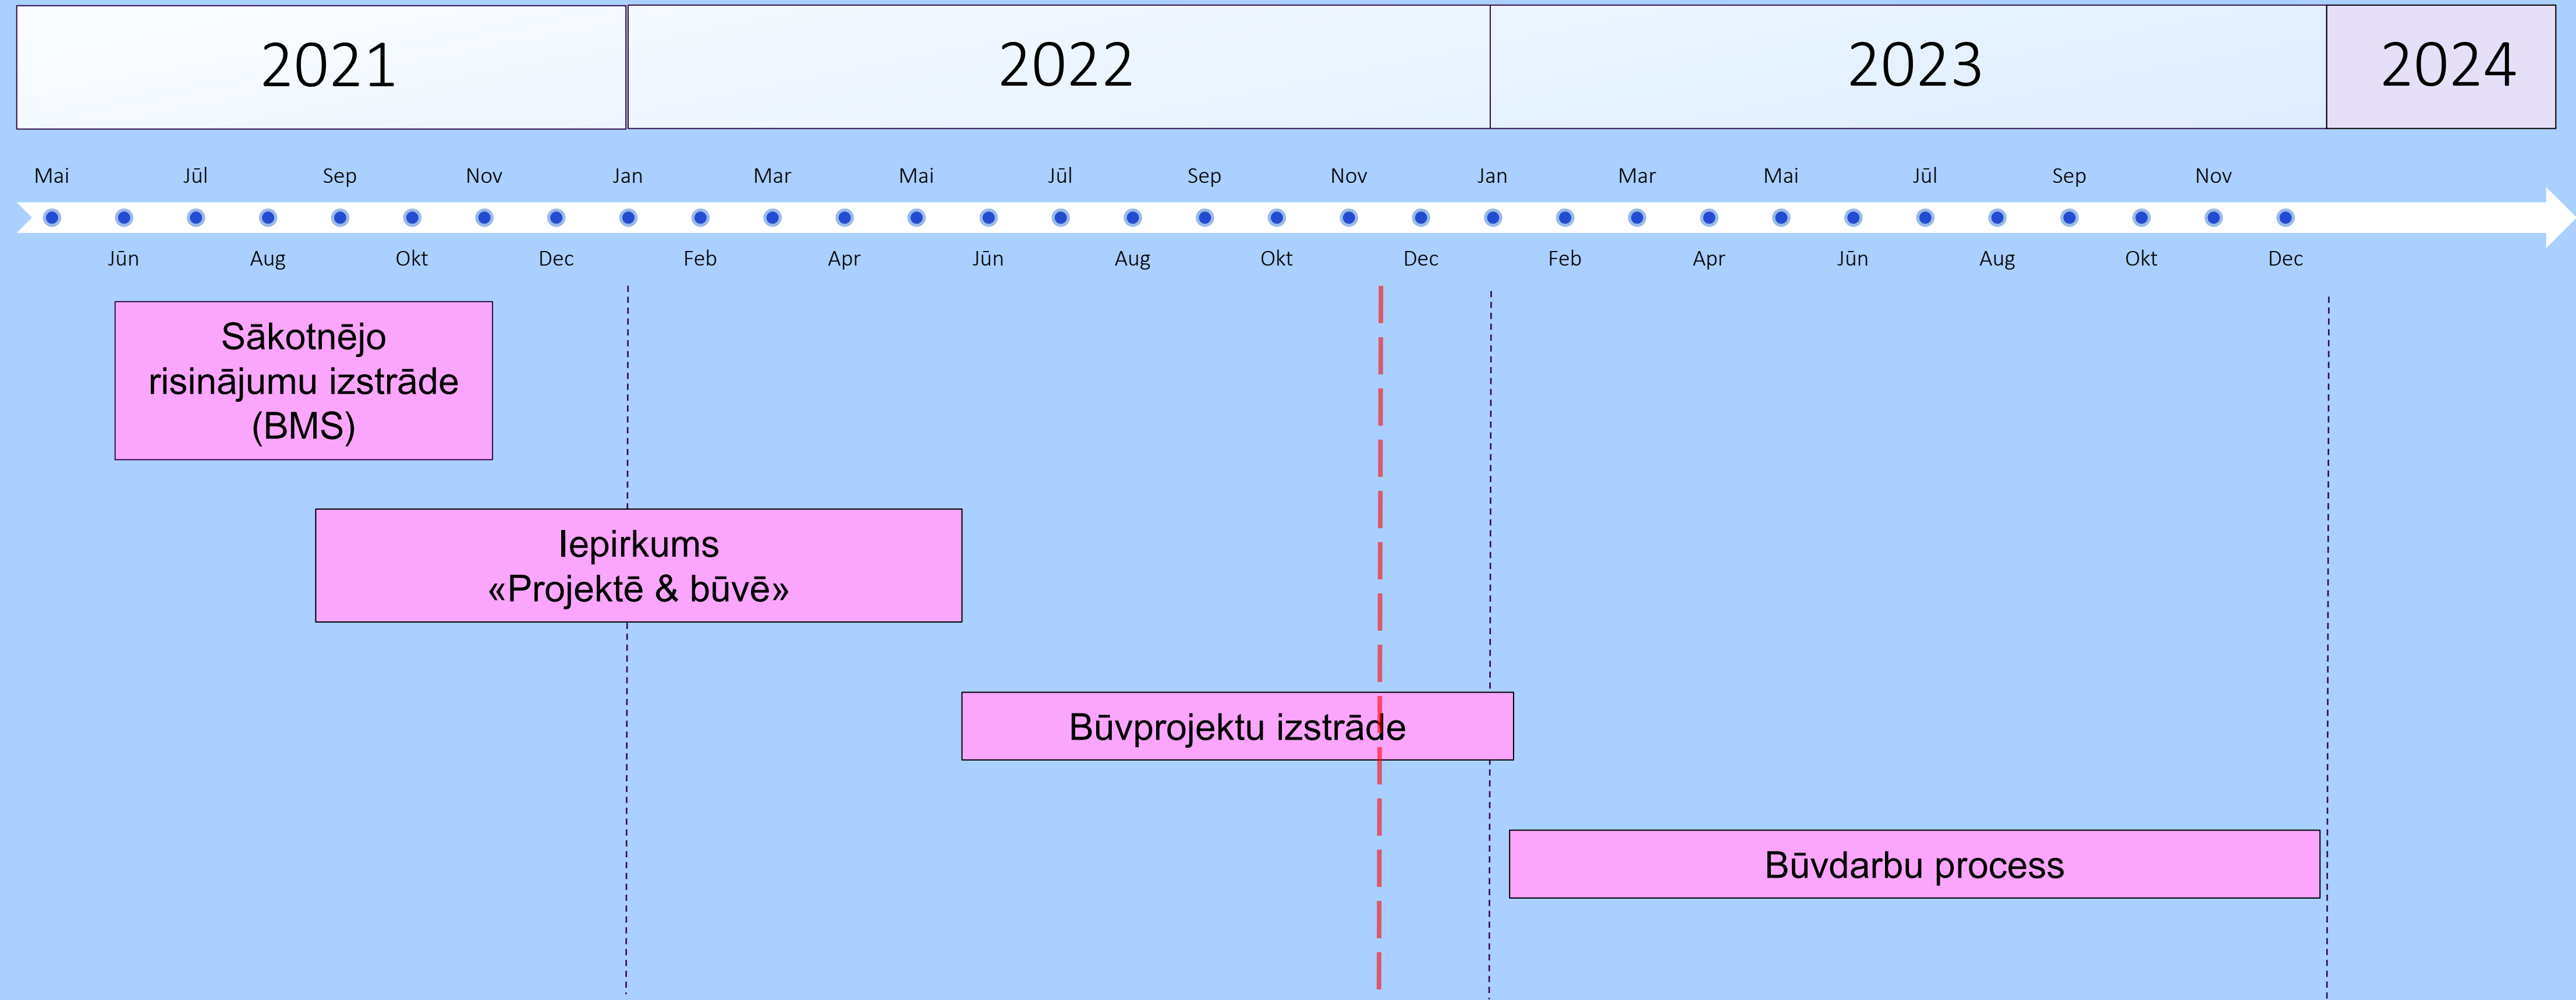 2021 2022 2023 2024
Mai Jūl Sep Nov Jan Mar Mai Jūl Sep Nov Jan Mar Mai Jūl Sep Nov
Jūn Aug Okt Dec Feb Apr Jūn Aug Okt Dec Feb Apr Jūn Aug Okt Dec
Sākotnējo
risinājumu izstrāde
(BMS)
Iepirkums
«Projektē & būvē»
Būvprojektu izstrāde
Būvdarbu process